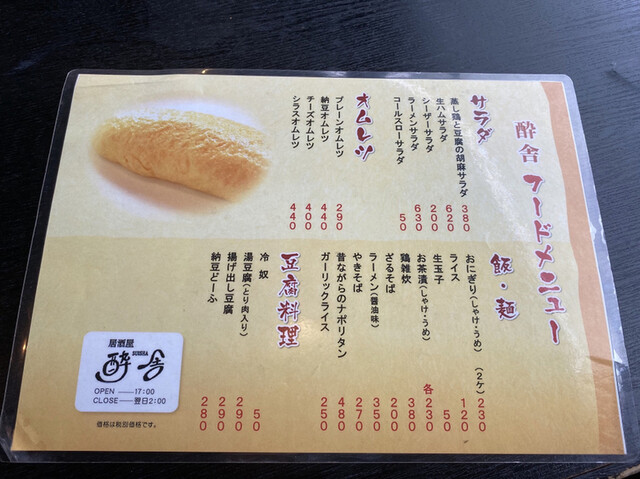 酔舎 フードメニュー
サラダ
蒸し鶏と豆腐の胡麻サラダ 380
生ハムサラダ 620
シーザーサラダ 200
ラーメンサラダ 630
コールスローサラダ 50
オムレツ
プレーンオムレツ 290
納豆オムレツ 440
チーズオムレツ 400
シラスオムレツ 440
飯・麺
おにぎり(しゃけ・うめ)(2ケ) 230
ライス 120
生玉子 50
お茶漬(しゃけ・うめ) 各230
鶏雑炊 380
ざるそば 200
ラーメン(醤油味) 350
やきそば 270
昔ながらのナポリタン 480
ガーリックライス 250
豆腐料理
冷奴 50
湯豆腐(とり肉入り) 290
揚げ出し豆腐 290
納豆どーふ 280
居酒屋
酔舎
OPEN ――17:00
CLOSE ――翌日2:00
価格は税抜価格です。